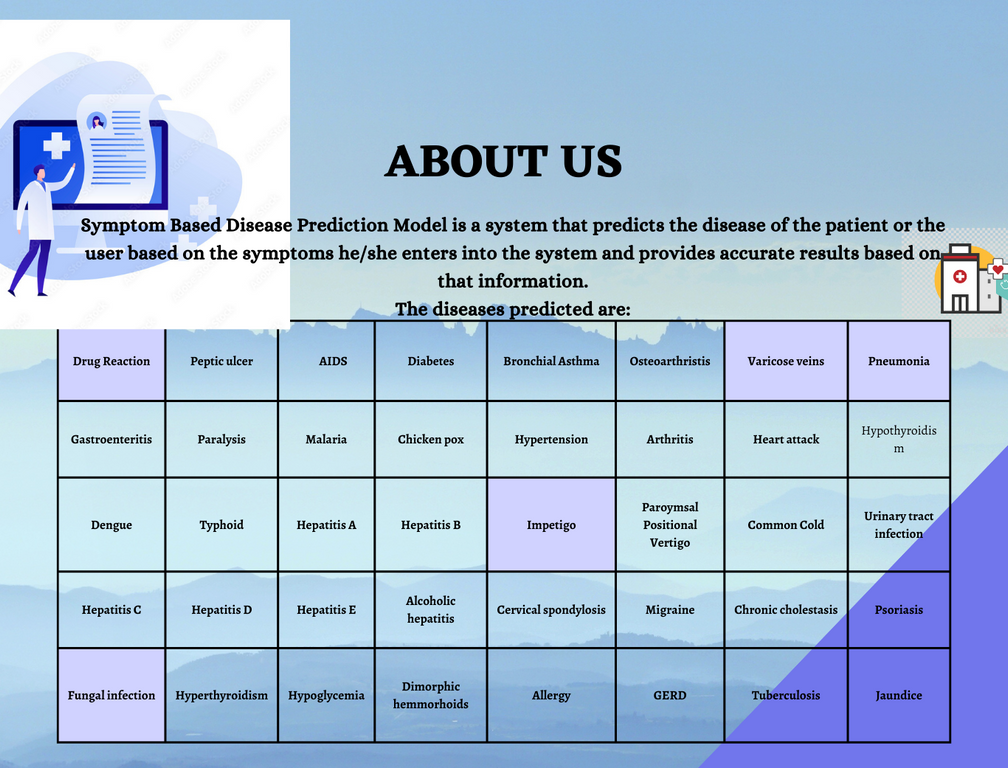 ABOUT US
Symptom Based Disease Prediction Model is a system that predicts the disease of the patient or the
user based on the symptoms he/she enters into the system and provides accurate results based on
that information.
The diseases predicted are:
Drug Reaction
Peptic ulcer
AIDS
Diabetes
Bronchial Asthma
Osteoarthristis
Varicose veins
Pneumonia
Gastroenteritis
Paralysis
Malaria
Chicken pox
Hypertension
Arthritis
Heart attack
Hypothyroidis
m
Dengue
Typhoid
Hepatitis A
Hepatitis B
Impetigo
Paroymsal
Positional
Vertigo
Common Cold
Urinary tract
infection
Hepatitis C
Hepatitis D
Hepatitis E
Alcoholic
hepatitis
Cervical spondylosis
Migraine
Chronic cholestasis
Psoriasis
Fungal infection
Hyperthyroidism
Hypoglycemia
Dimorphic
hemmorhoids
Allergy
GERD
Tuberculosis
Jaundice